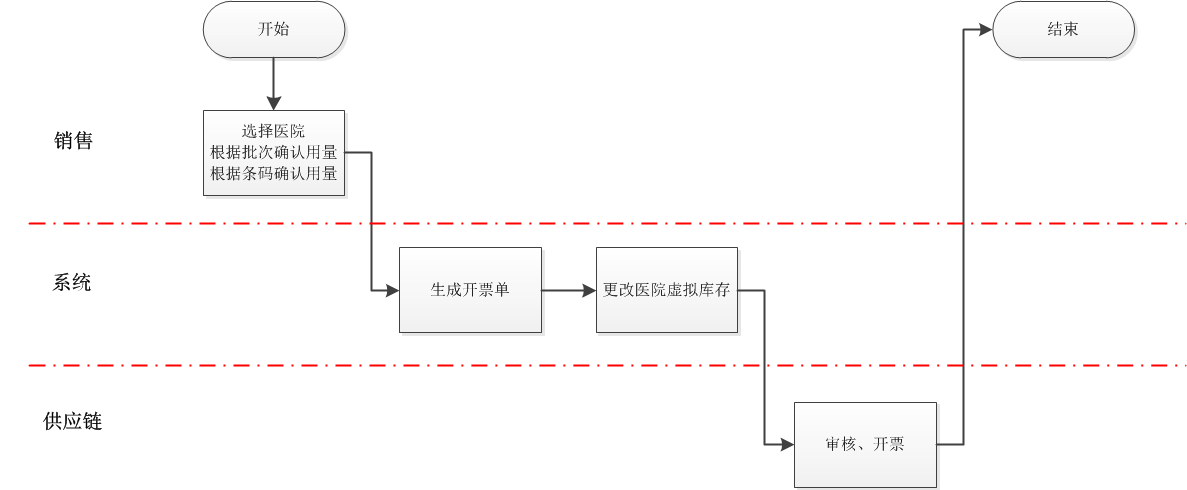 开始
结束
销售
选择医院
根据批次确认用量
根据条码确认用量
系统
生成开票单
更改医院虚拟库存
供应链
审核、开票